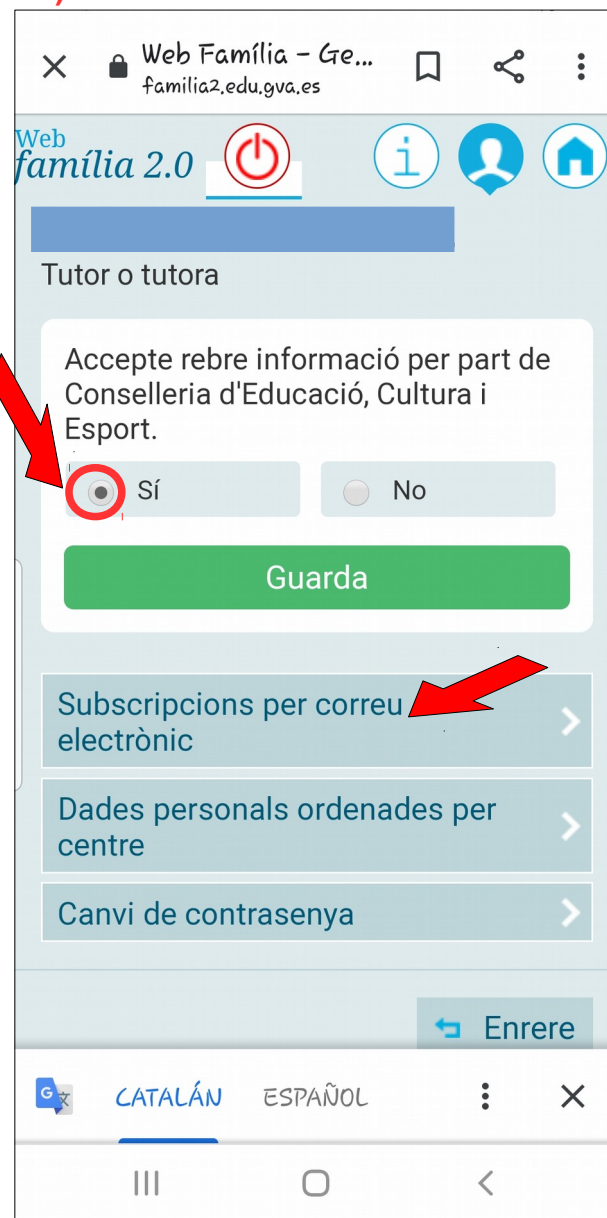 Web Família – Ge...
familia2.edu.gva.es
Web
família 2.0
i
Tutor o tutora
Accepte rebre informació per part de
Conselleria d'Educació, Cultura i
Esport.
Sí No
Guarda
Subscripcions per correu
electrònic
Dades personals ordenades per
centre
Canvi de contrasenya
Enrere
G文 CATALÁN ESPAÑOL